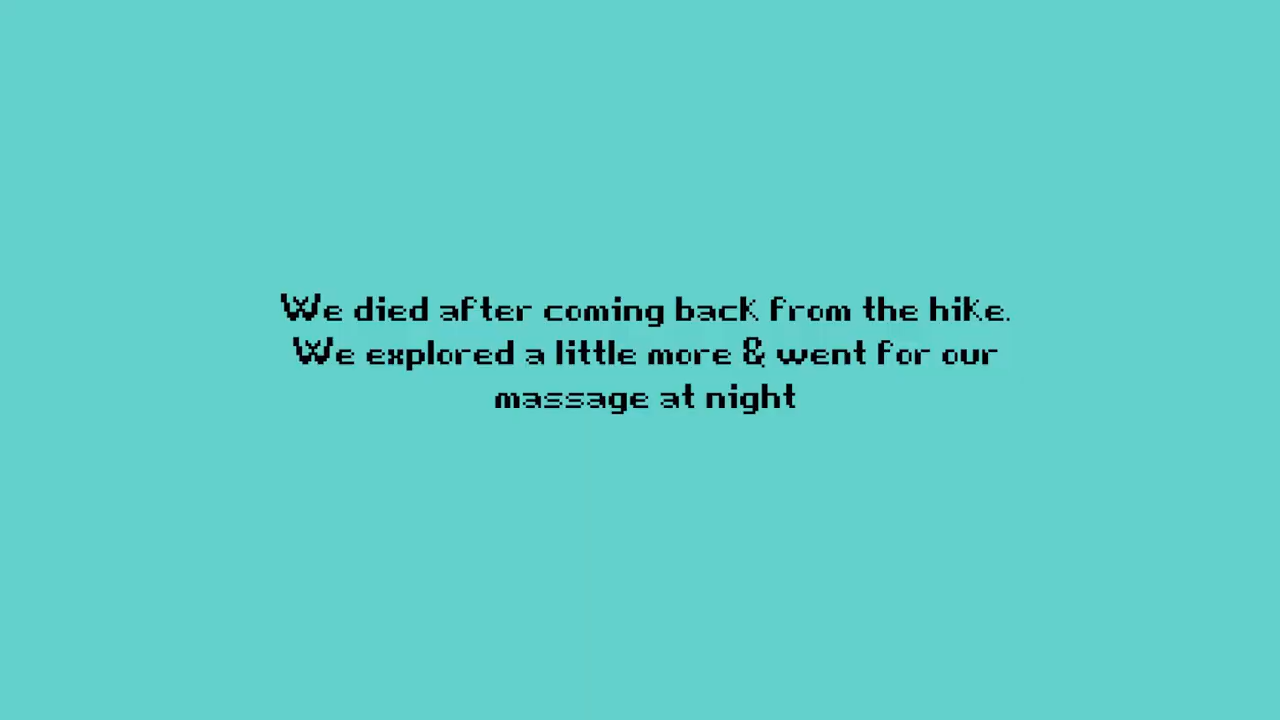 We died after coming back from the hike.
We explored a little more & went for our
massage at night